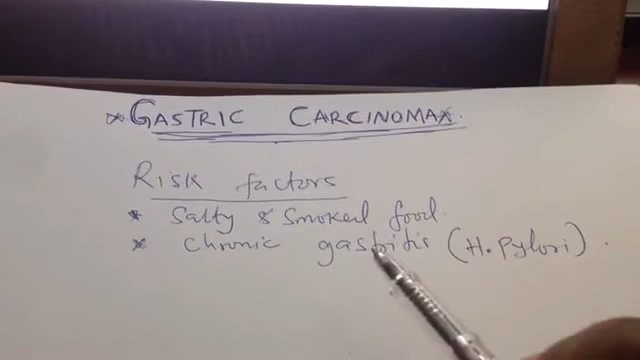 * GASTRIC CARCINOMA*.
Risk factors
* Salty & Smoked food.
* Chronic gastritis (H. Pylori).